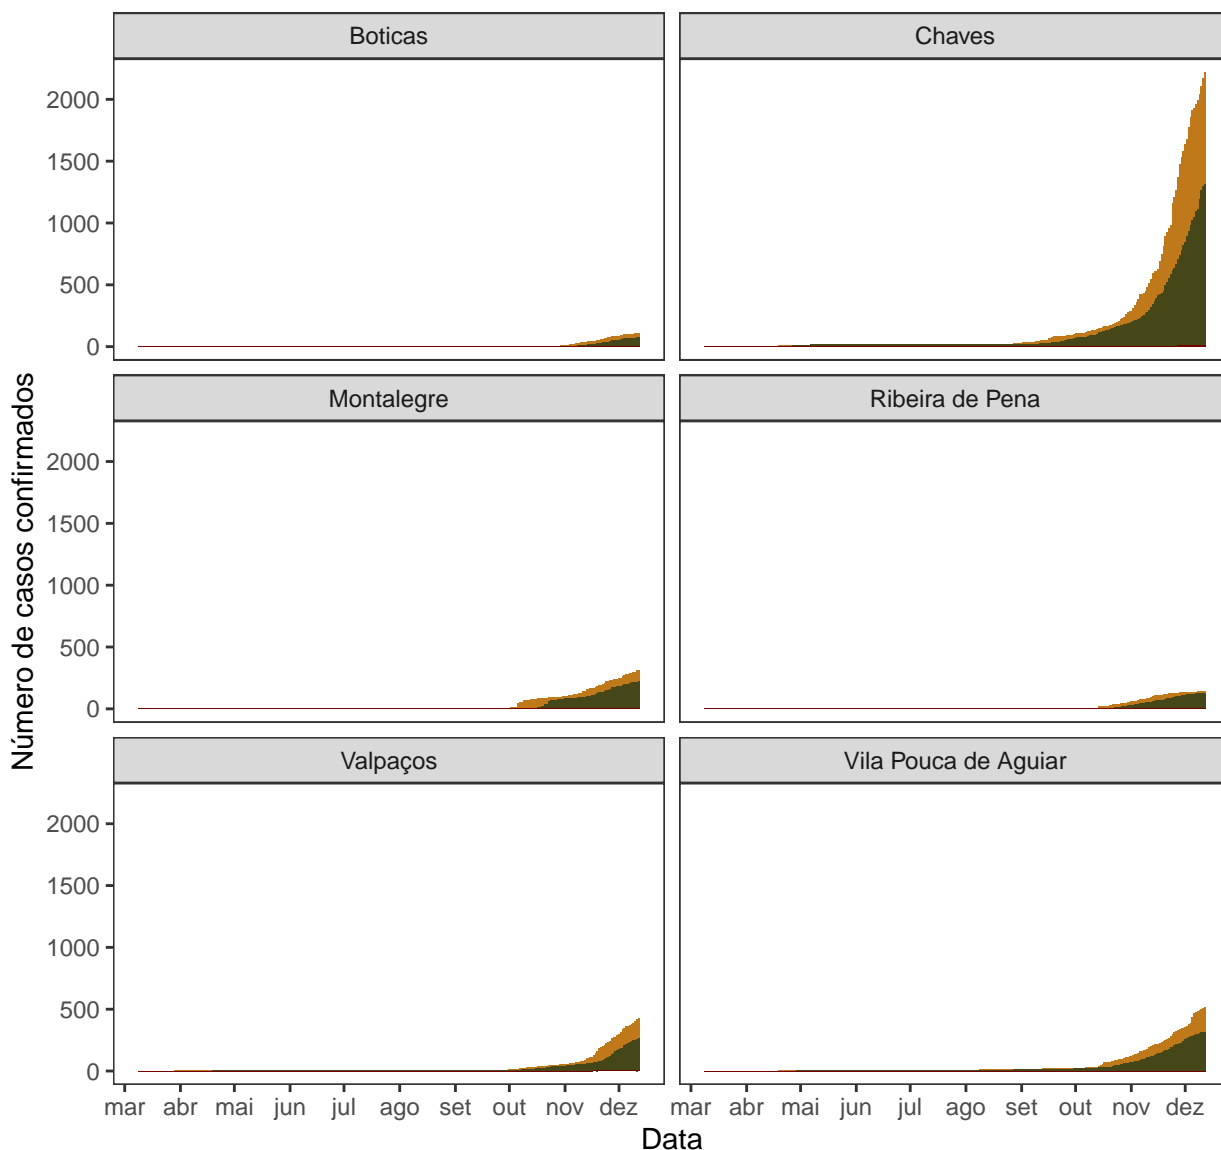 Boticas
Chaves
2000
1500
1000
500
0
Montalegre
Ribeira de Pena
2000
1500
1000
500
0
Valpaços
Vila Pouca de Aguiar
2000
1500
1000
500
0
mar abr mai jun jul ago set out nov dez
mar abr mai jun jul ago set out nov dez
Data
Número de casos confirmados